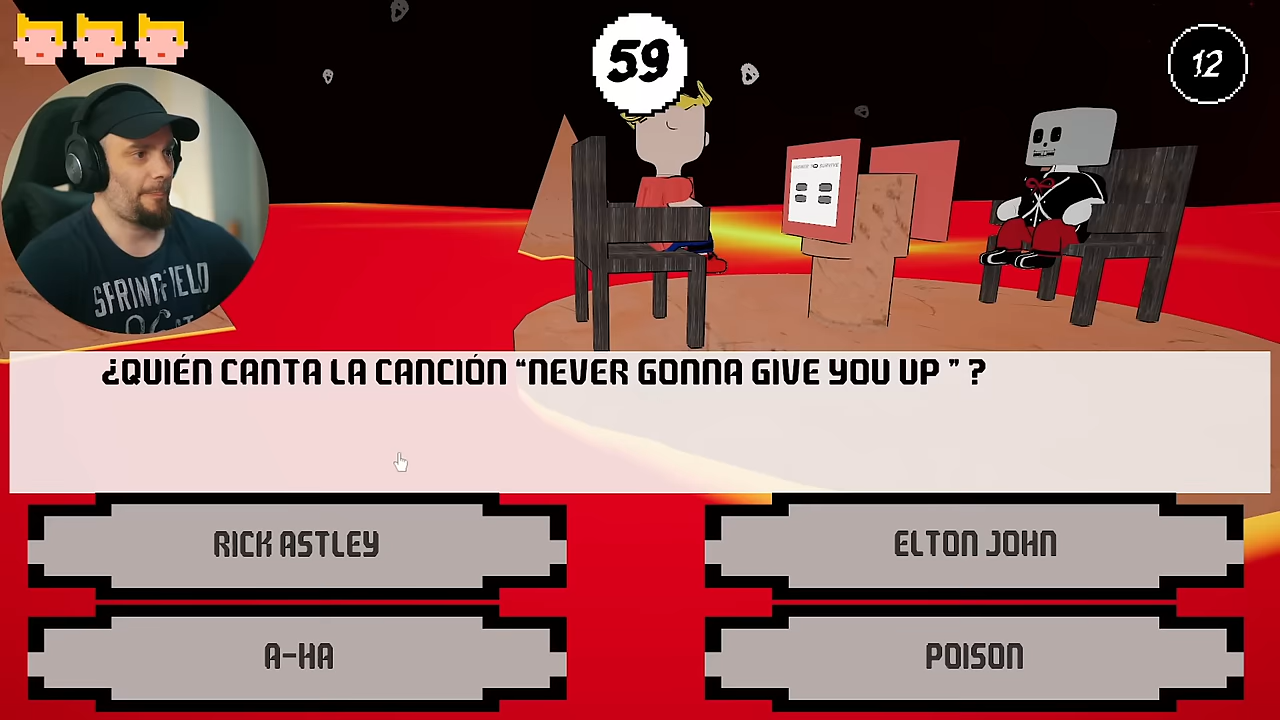 59
12
SPRINGFIELD
¿QUIÉN CANTA LA CANCIÓN “NEVER GONNA GIVE YOU UP ” ?
RICK ASTLEY
ELTON JOHN
A-HA
POISON